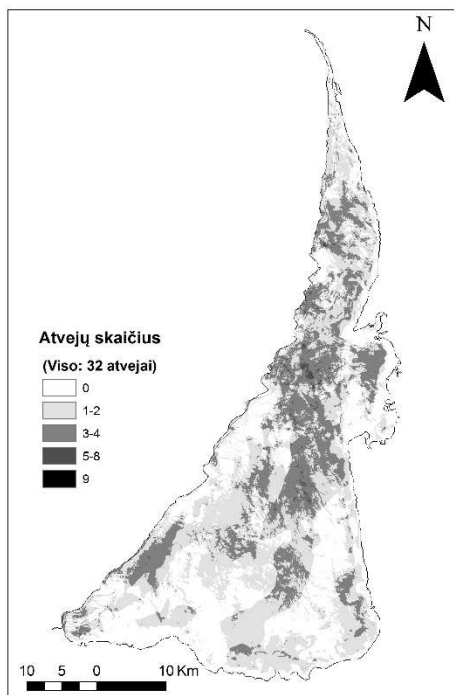 N
Atvejų skaičius
(Viso: 32 atvejai)
0
1-2
3-4
5-8
9
10 5 0 10 Km